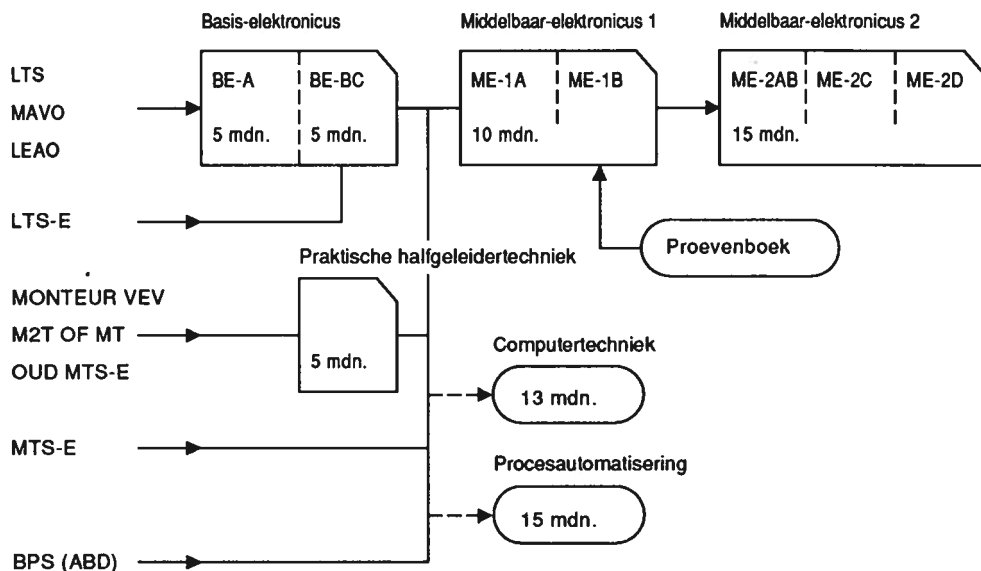 Basis-elektronicus
Middelbaar-elektronicus 1
Middelbaar-elektronicus 2
LTS
MAVO
LEAO
BE-A
BE-BC
5 mdn.
5 mdn.
ME-1A
ME-1B
10 mdn.
ME-2AB
ME-2C
ME-2D
15 mdn.
LTS-E
Proevenboek
Praktische halfgeleidertechniek
MONTEUR VEV
M2T OF MT
OUD MTS-E
5 mdn.
Computertechniek
13 mdn.
MTS-E
Procesautomatisering
15 mdn.
BPS (ABD)